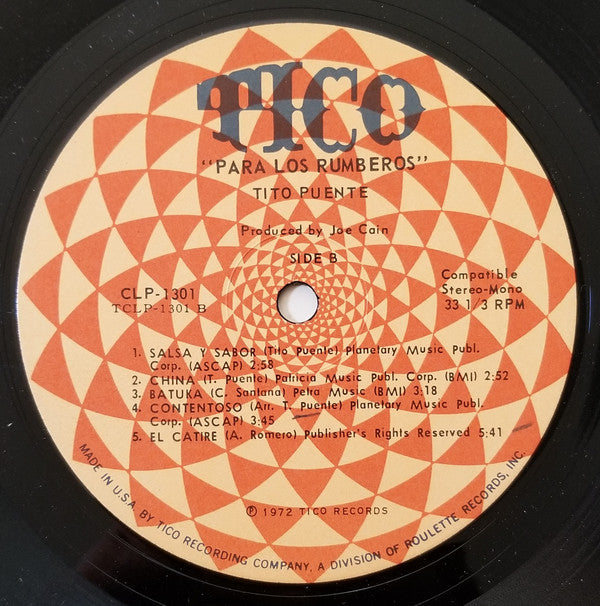 TICO
"PARA LOS RUMBEROS"
TITO PUENTE
Produced by Joe Cain
SIDE B
CLP-1301
TCLP-1301 B
Compatible
Stereo-Mono
33 1/3 RPM
1. SALSA Y SABOR (Tito Puente) Planetary Music Publ.
Corp. (ASCAP) 2:58
2. CHINA (T. Puente) Patricia Music Publ. Corp. (BMI) 2:52
3. BATUKA (C. Santana) Petra Music (BMI) 3:18
4. CONTENTOSO (Arr. T. Puente) Planetary Music Publ.
Corp. (ASCAP) 3:45
5. EL CATIRE (A. Romero) Publisher's Rights Reserved 5:41
℗ 1972 TICO RECORDS
MADE IN U.S.A. BY TICO RECORDING COMPANY, A DIVISION OF ROULETTE RECORDS, INC.